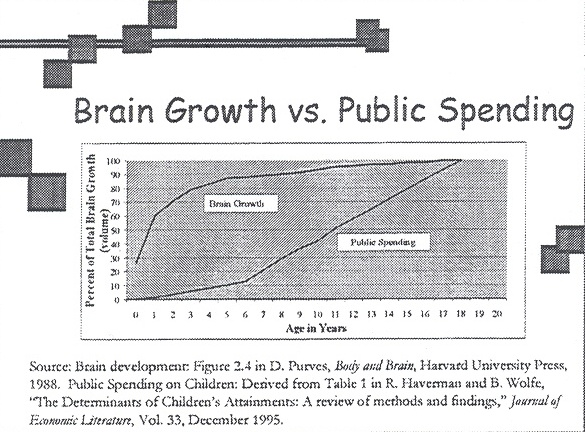 Brain Growth vs. Public Spending
Percent of Total Brain Growth
(volume)
100
90
80
70
60
50
40
30
20
10
0
Brain Growth
Public Spending
0 1 2 3 4 5 6 7 8 9 10 11 12 13 14 15 16 17 18 19 20
Age in Years
Source: Brain development: Figure 2.4 in D. Purves, Body and Brain, Harvard University Press,
1988. Public Spending on Children: Derived from Table 1 in R. Haverman and B. Wolfe,
"The Determinants of Children's Attainments: A review of methods and findings," Journal of
Economic Literature, Vol. 33, December 1995.